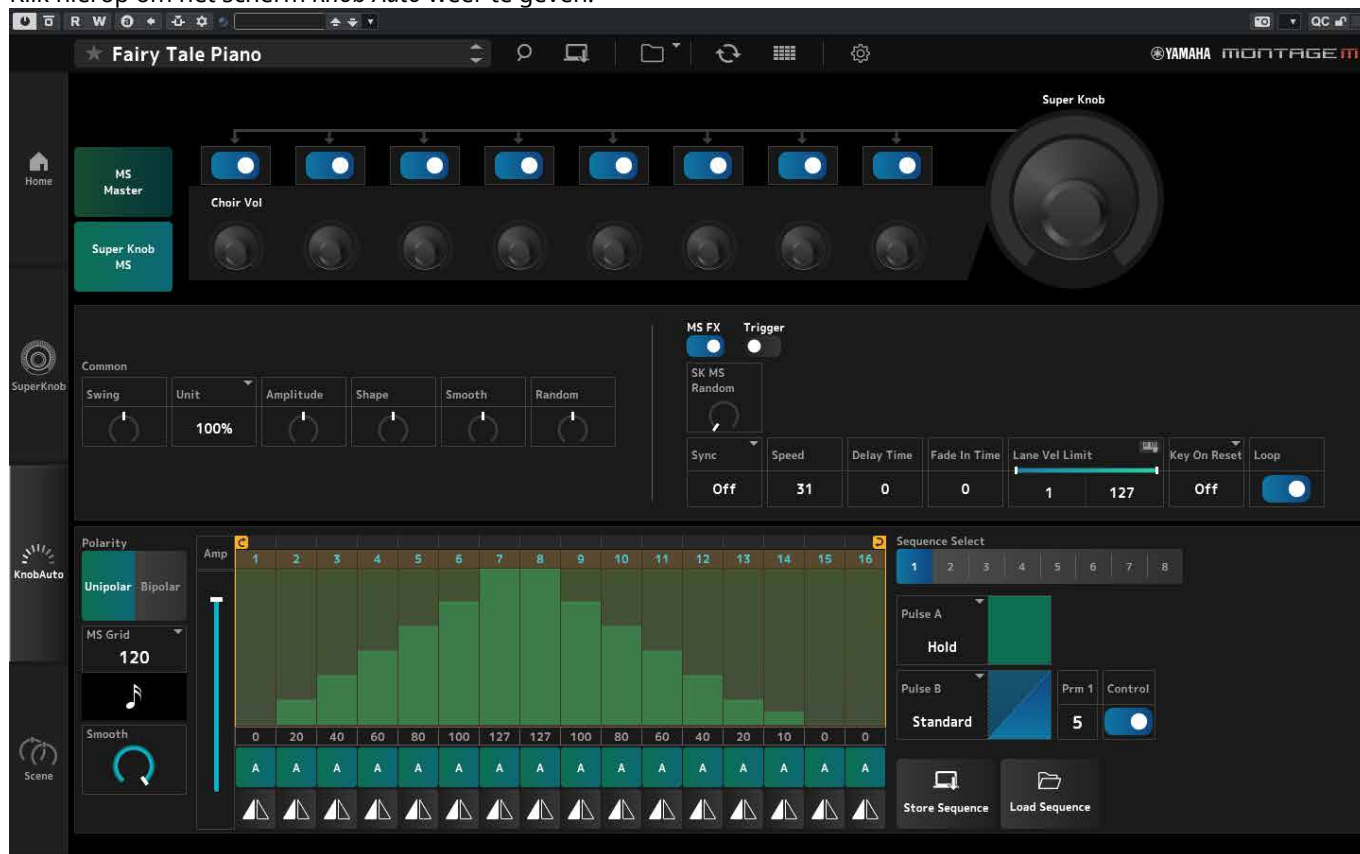 Klik hierop om het scherm Knob Auto weer te geven.
R W QC
Fairy Tale Piano YAMAHA MONTAGE M
Super Knob
Home
MS Master
Choir Vol
Super Knob MS
MS FX Trigger
SuperKnob
Common
SK MS Random
Swing Unit Amplitude Shape Smooth Random
100%
Sync Speed Delay Time Fade In Time Lane Vel Limit Key On Reset Loop
Off 31 0 0 1 127 Off
KnobAuto
Polarity
Unipolar Bipolar
Amp
1 2 3 4 5 6 7 8 9 10 11 12 13 14 15 16
Sequence Select
1 2 3 4 5 6 7 8
MS Grid
120
Pulse A
Hold
Pulse B
Standard
Prm 1 Control
5
Smooth
0 20 40 60 80 100 127 127 100 80 60 40 20 10 0 0
A A A A A A A A A A A A A A A A
Scene
Store Sequence Load Sequence